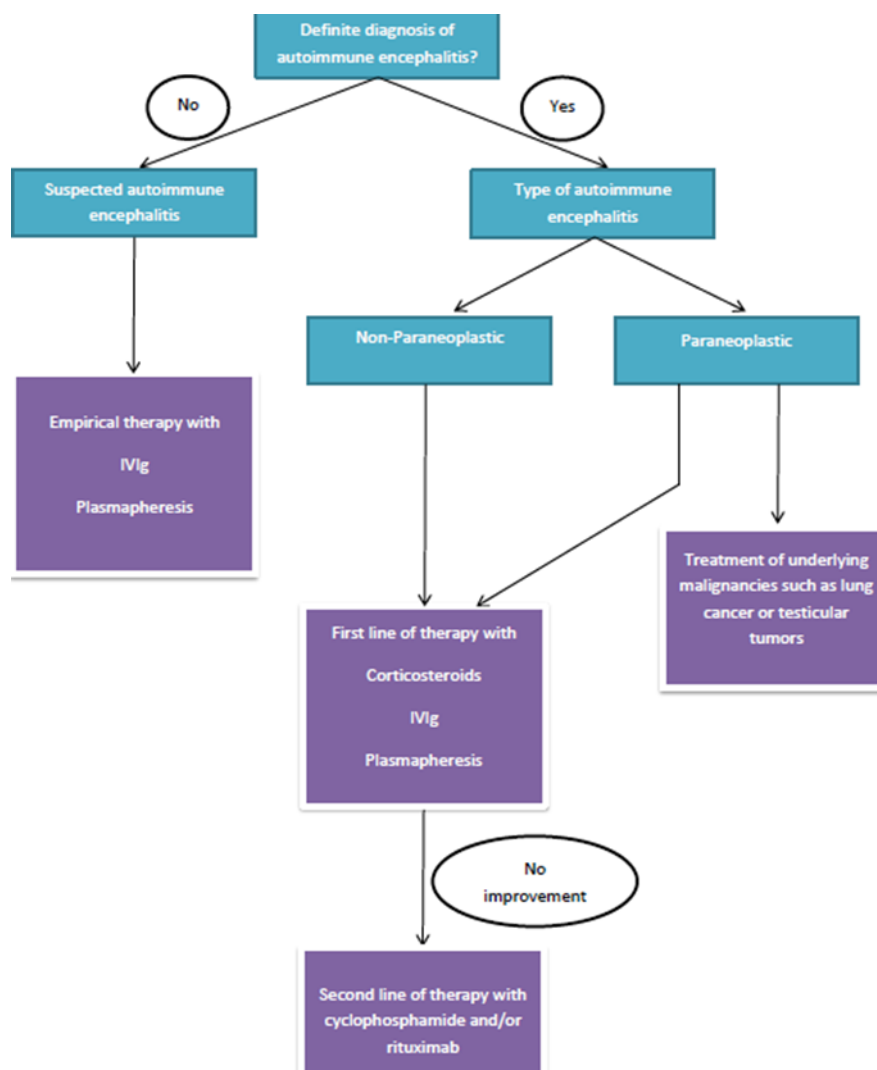 Definite diagnosis of
autoimmune encephalitis?
No
Yes
Suspected autoimmune
encephalitis
Type of autoimmune
encephalitis
Non-Paraneoplastic
Paraneoplastic
Empirical therapy with
IVIg
Plasmapheresis
Treatment of underlying
malignancies such as lung
cancer or testicular
tumors
First line of therapy with
Corticosteroids
IVIg
Plasmapheresis
No
improvement
Second line of therapy with
cyclophosphamide and/or
rituximab